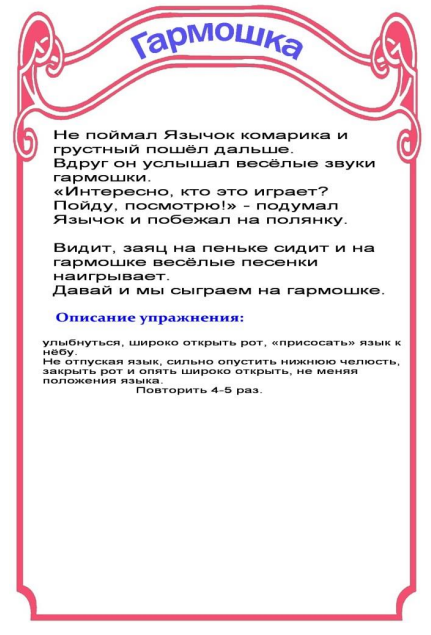 Гармошка
Не поймал Язычок комарика и
грустный пошёл дальше.
Вдруг он услышал весёлые звуки
гармошки.
«Интересно, кто это играет?
Пойду, посмотрю!» - подумал
Язычок и побежал на полянку.
Видит, заяц на пеньке сидит и на
гармошке весёлые песенки
наигрывает.
Давай и мы сыграем на гармошке.
Описание упражнения:
улыбнуться, широко открыть рот, «присосать» язык к
нёбу.
Не отпуская язык, сильно опустить нижнюю челюсть,
закрыть рот и опять широко открыть, не меняя
положения языка.
Повторить 4-5 раз.